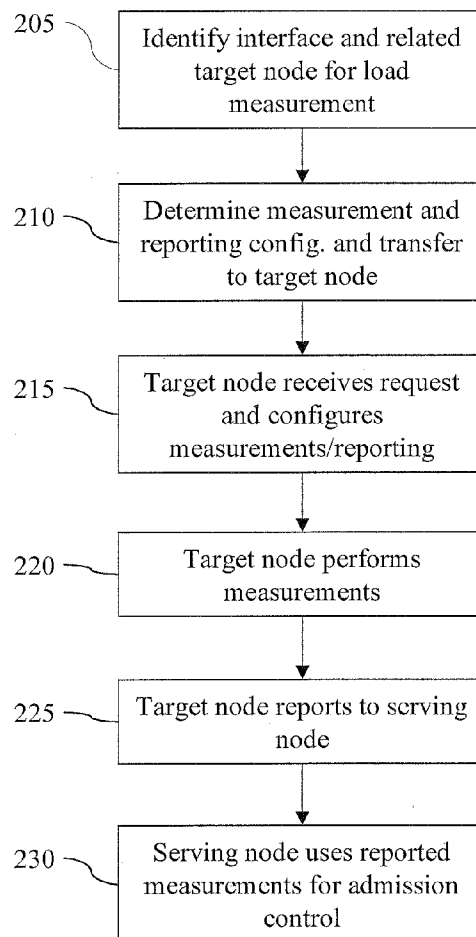 205
Identify interface and related
target node for load
measurement
210
Determine measurement and
reporting config. and transfer
to target node
215
Target node receives request
and configures
measurements/reporting
220
Target node performs
measurements
225
Target node reports to serving
node
230
Serving node uses reported
measurements for admission
control